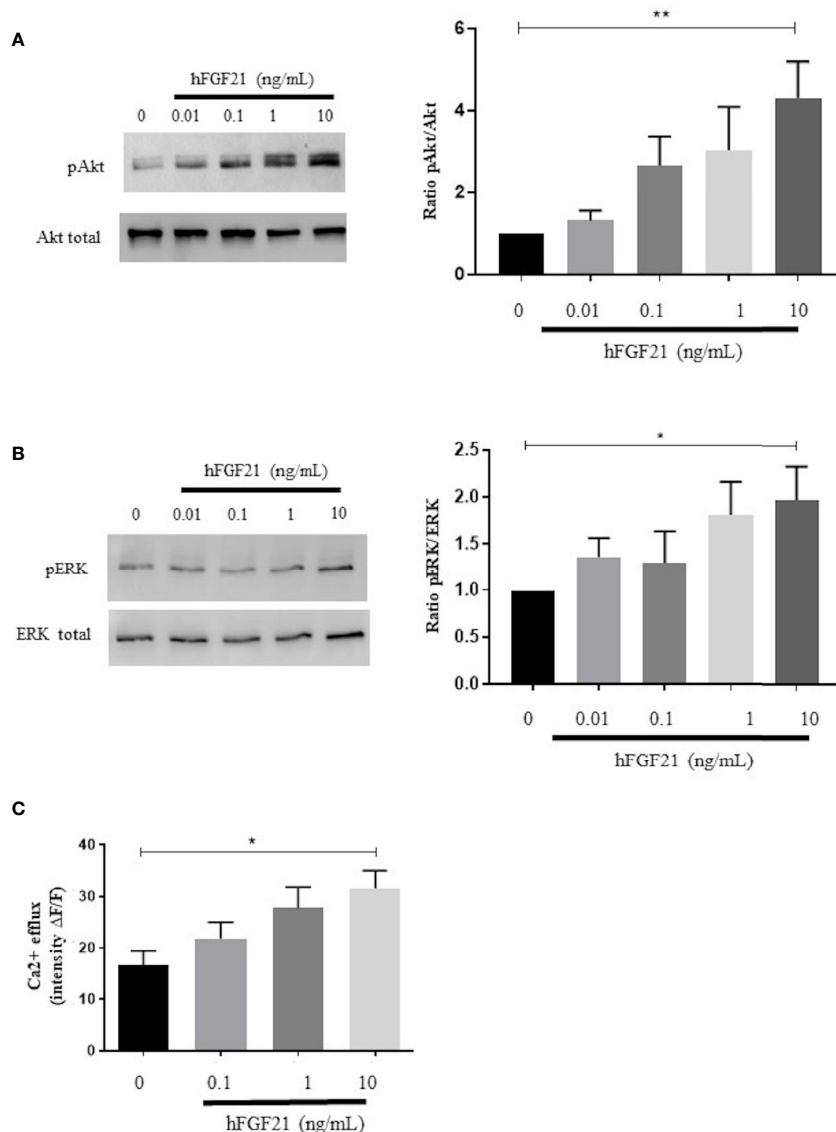 A
hFGF21 (ng/mL)
0 0.01 0.1 1 10
pAkt
Akt total
**
Ratio pAkt/Akt
6
4
2
0
0 0.01 0.1 1 10
hFGF21 (ng/mL)
B
hFGF21 (ng/mL)
0 0.01 0.1 1 10
pERK
ERK total
*
Ratio pERK/ERK
2.5
2.0
1.5
1.0
0.5
0.0
0 0.01 0.1 1 10
hFGF21 (ng/mL)
C
*
Ca2+ efflux
(intensity ΔF/F)
40
30
20
10
0
0 0.1 1 10
hFGF21 (ng/mL)